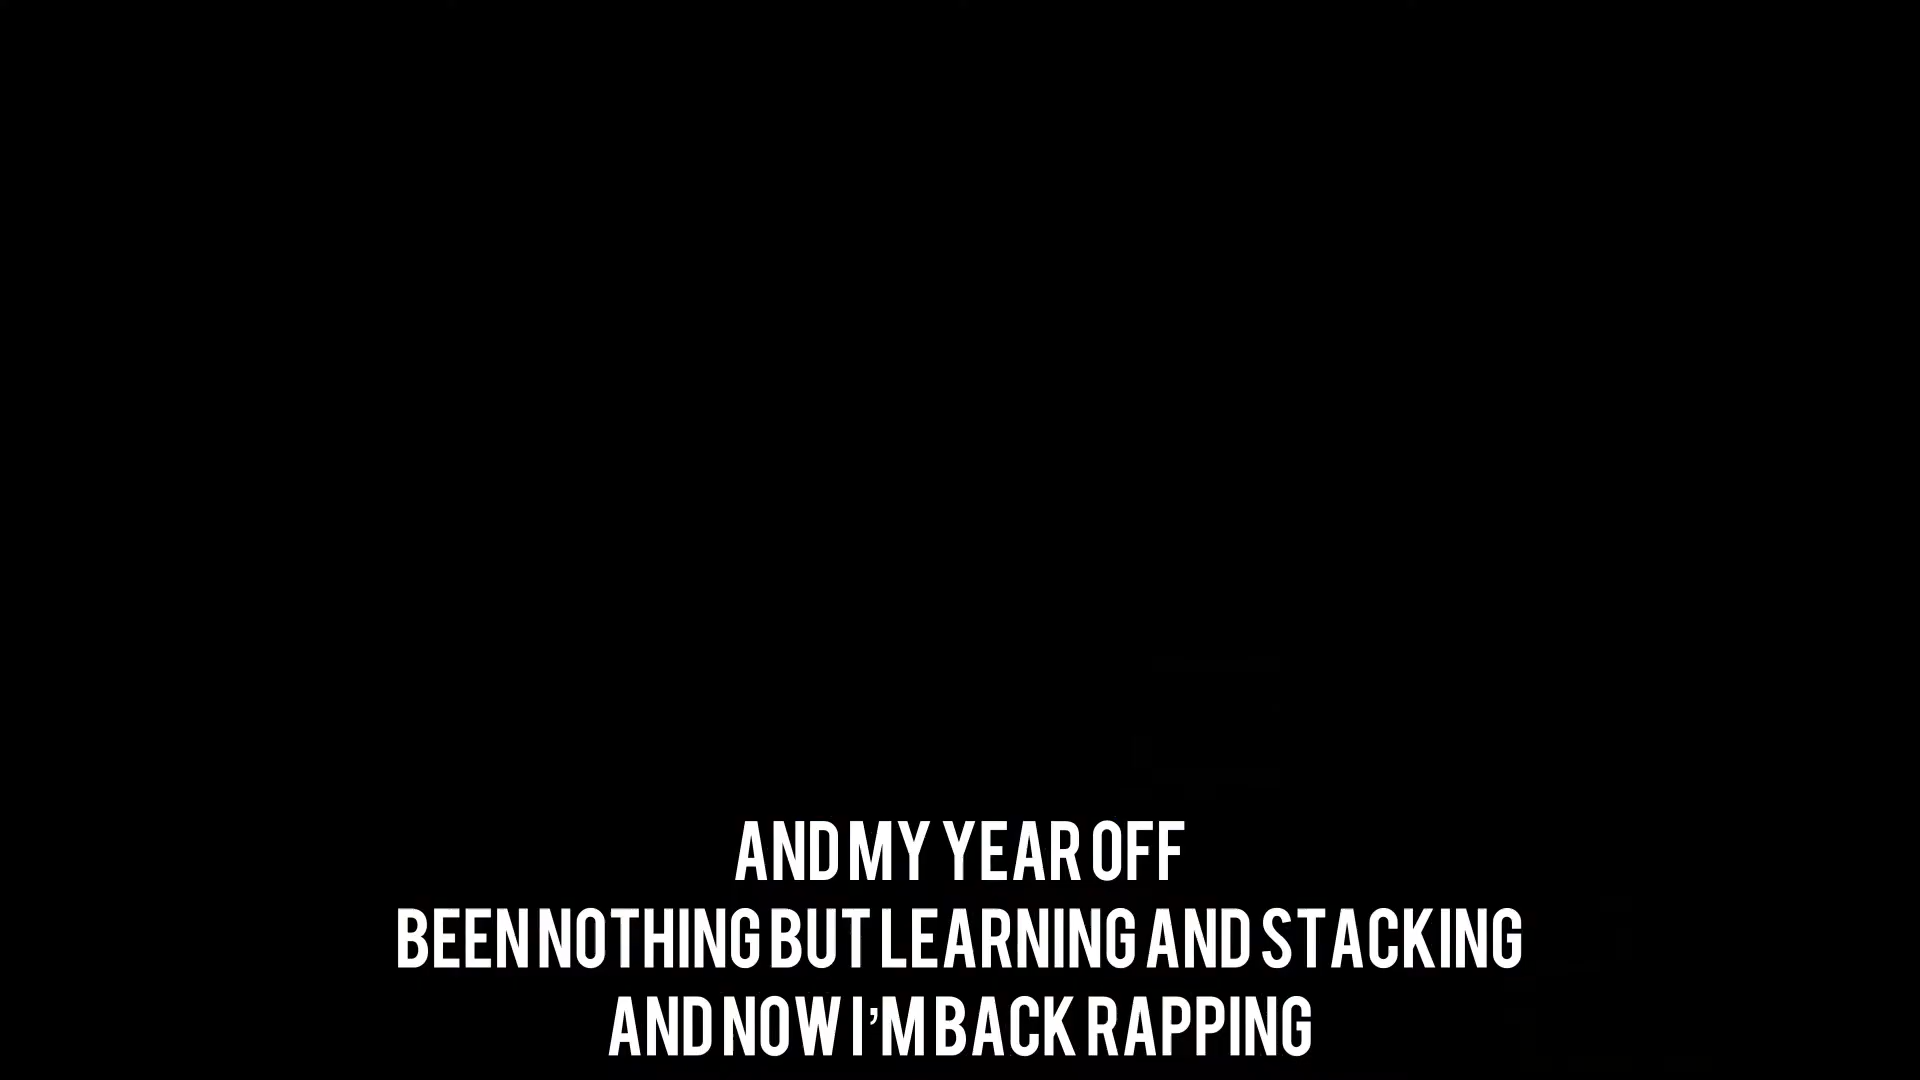 AND MY YEAR OFF
BEEN NOTHING BUT LEARNING AND STACKING
AND NOW I'M BACK RAPPING